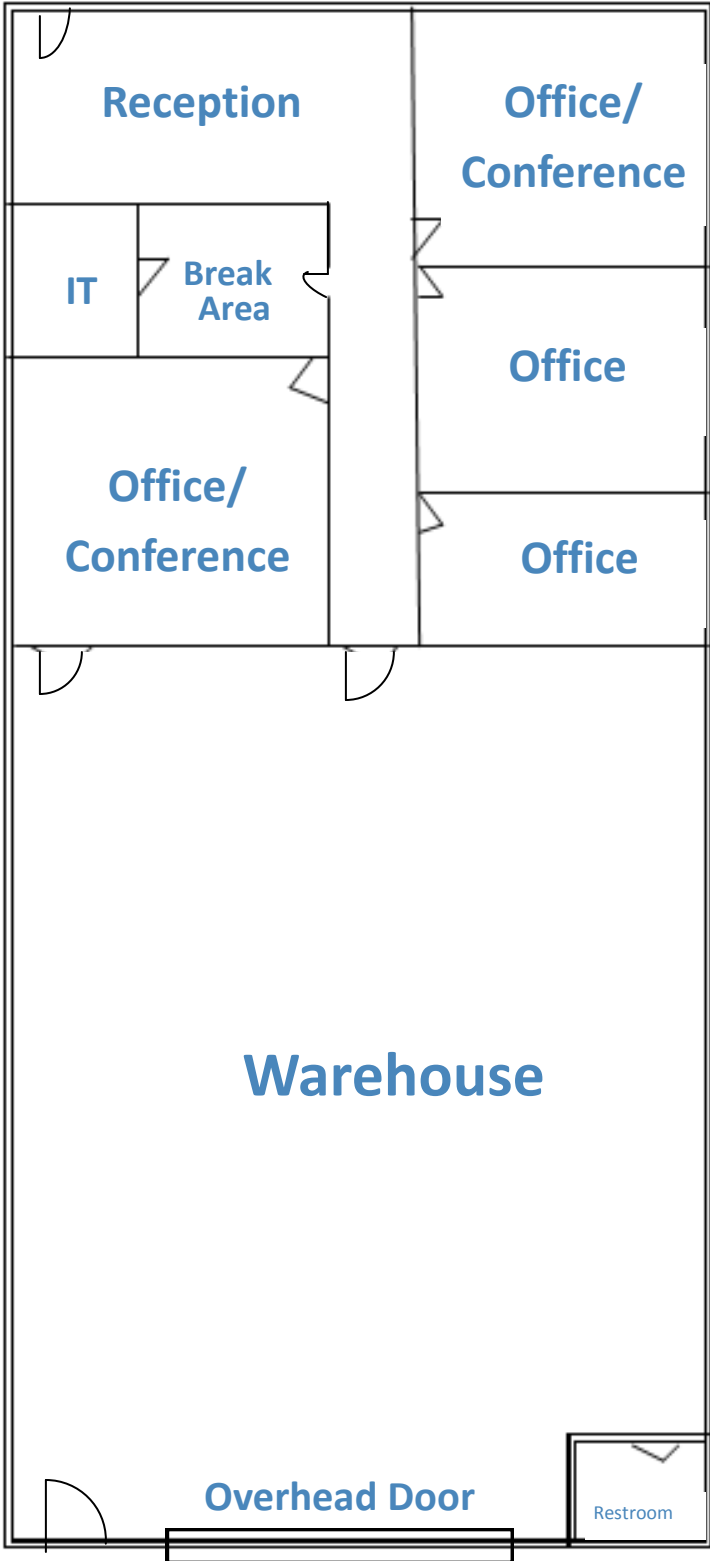 Reception
Office/
Conference
IT
Break
Area
Office
Office/
Conference
Office
Warehouse
Overhead Door
Restroom